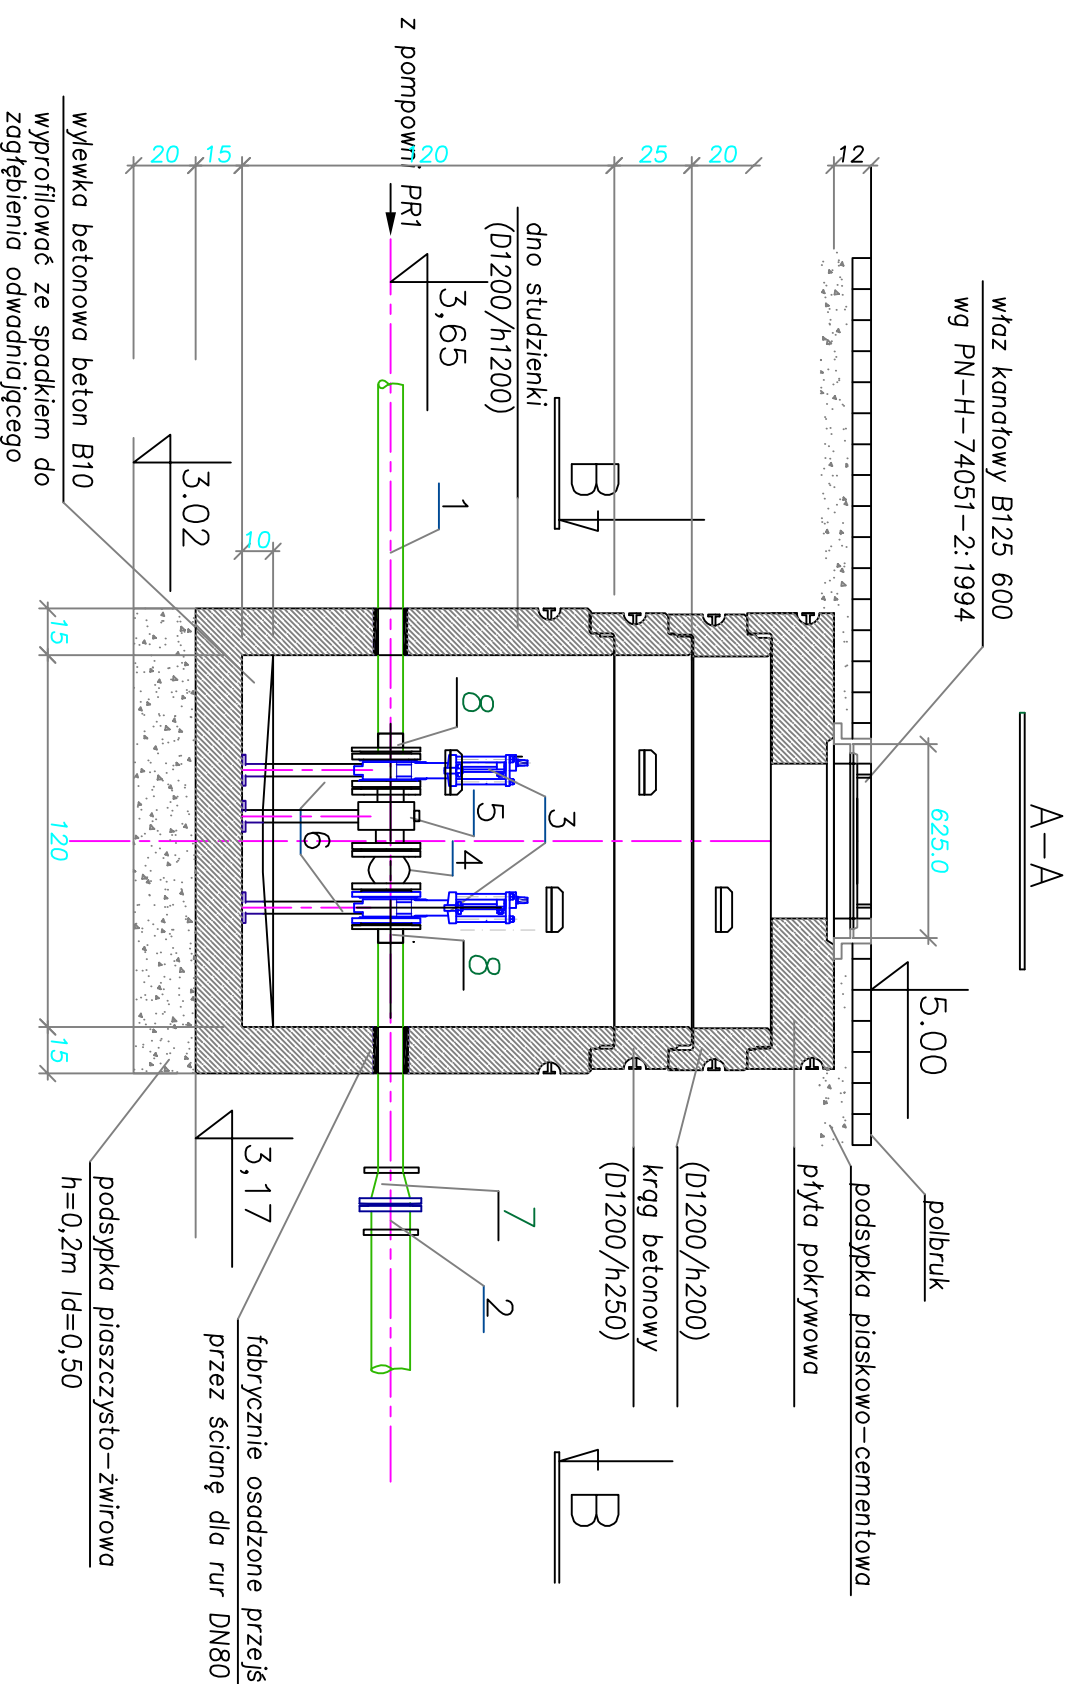 A-A
właz kanałowy B125 600
wg PN-H-74051-2:1994
12
625.0
5.00
polbruk
podsypka piaskowo-cementowa
płyta pokrywowa
(D1200/h200)
krąg betonowy
(D1200/h250)
B
B
20
25
120
15
20
dno studzienki
(D1200/h1200)
z pompowni PR1
3,65
1
8
3
5
4
6
8
7
2
3.02
10
3,17
wylewka betonowa beton B10
wyprofilować ze spadkiem do
zagłębienia odwadniającego
15
120
15
fabrycznie osadzone przejś
przez ścianę dla rur DN80
podsypka piaszczysto-żwirowa
h=0,2m Id=0,50